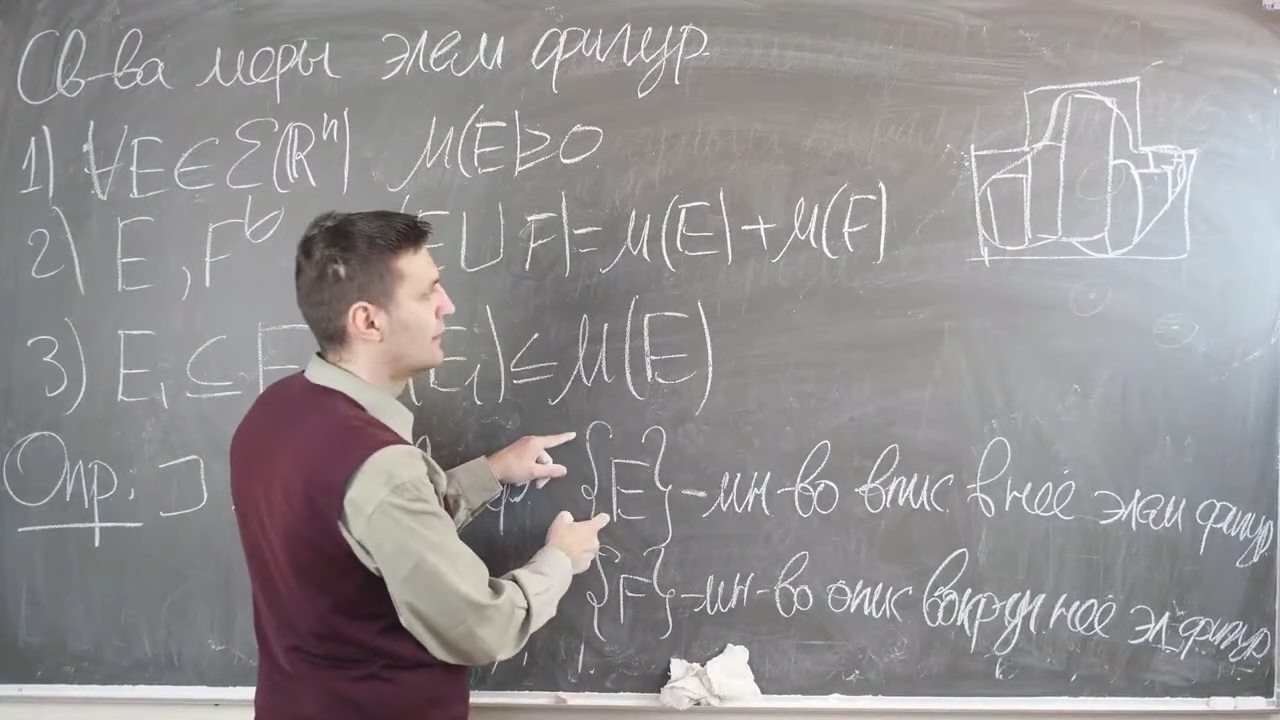 Св-ва меры элем фигур
1) ∀E∈Ɛ(ℝⁿ) μ(E)≥0
2) E, F ∪ F)=μ(E)+μ(F)
3) E₁⊆E (E₁)≤μ(E)
Опр: ]
{E} -мн-во впис в неё элем фигур
{F} -мн-во опис вокруг неё эл фигур